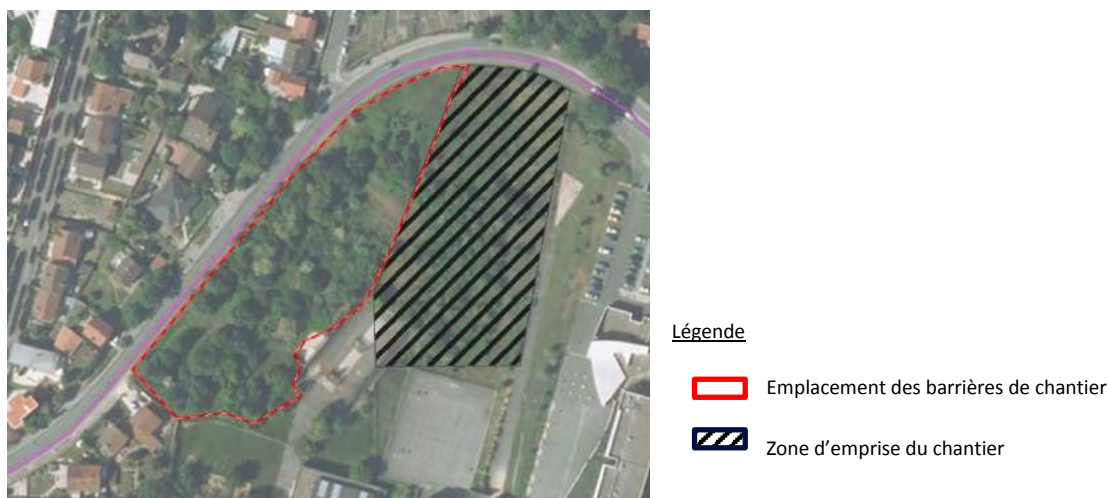 Légende
Emplacement des barrières de chantier
Zone d’emprise du chantier